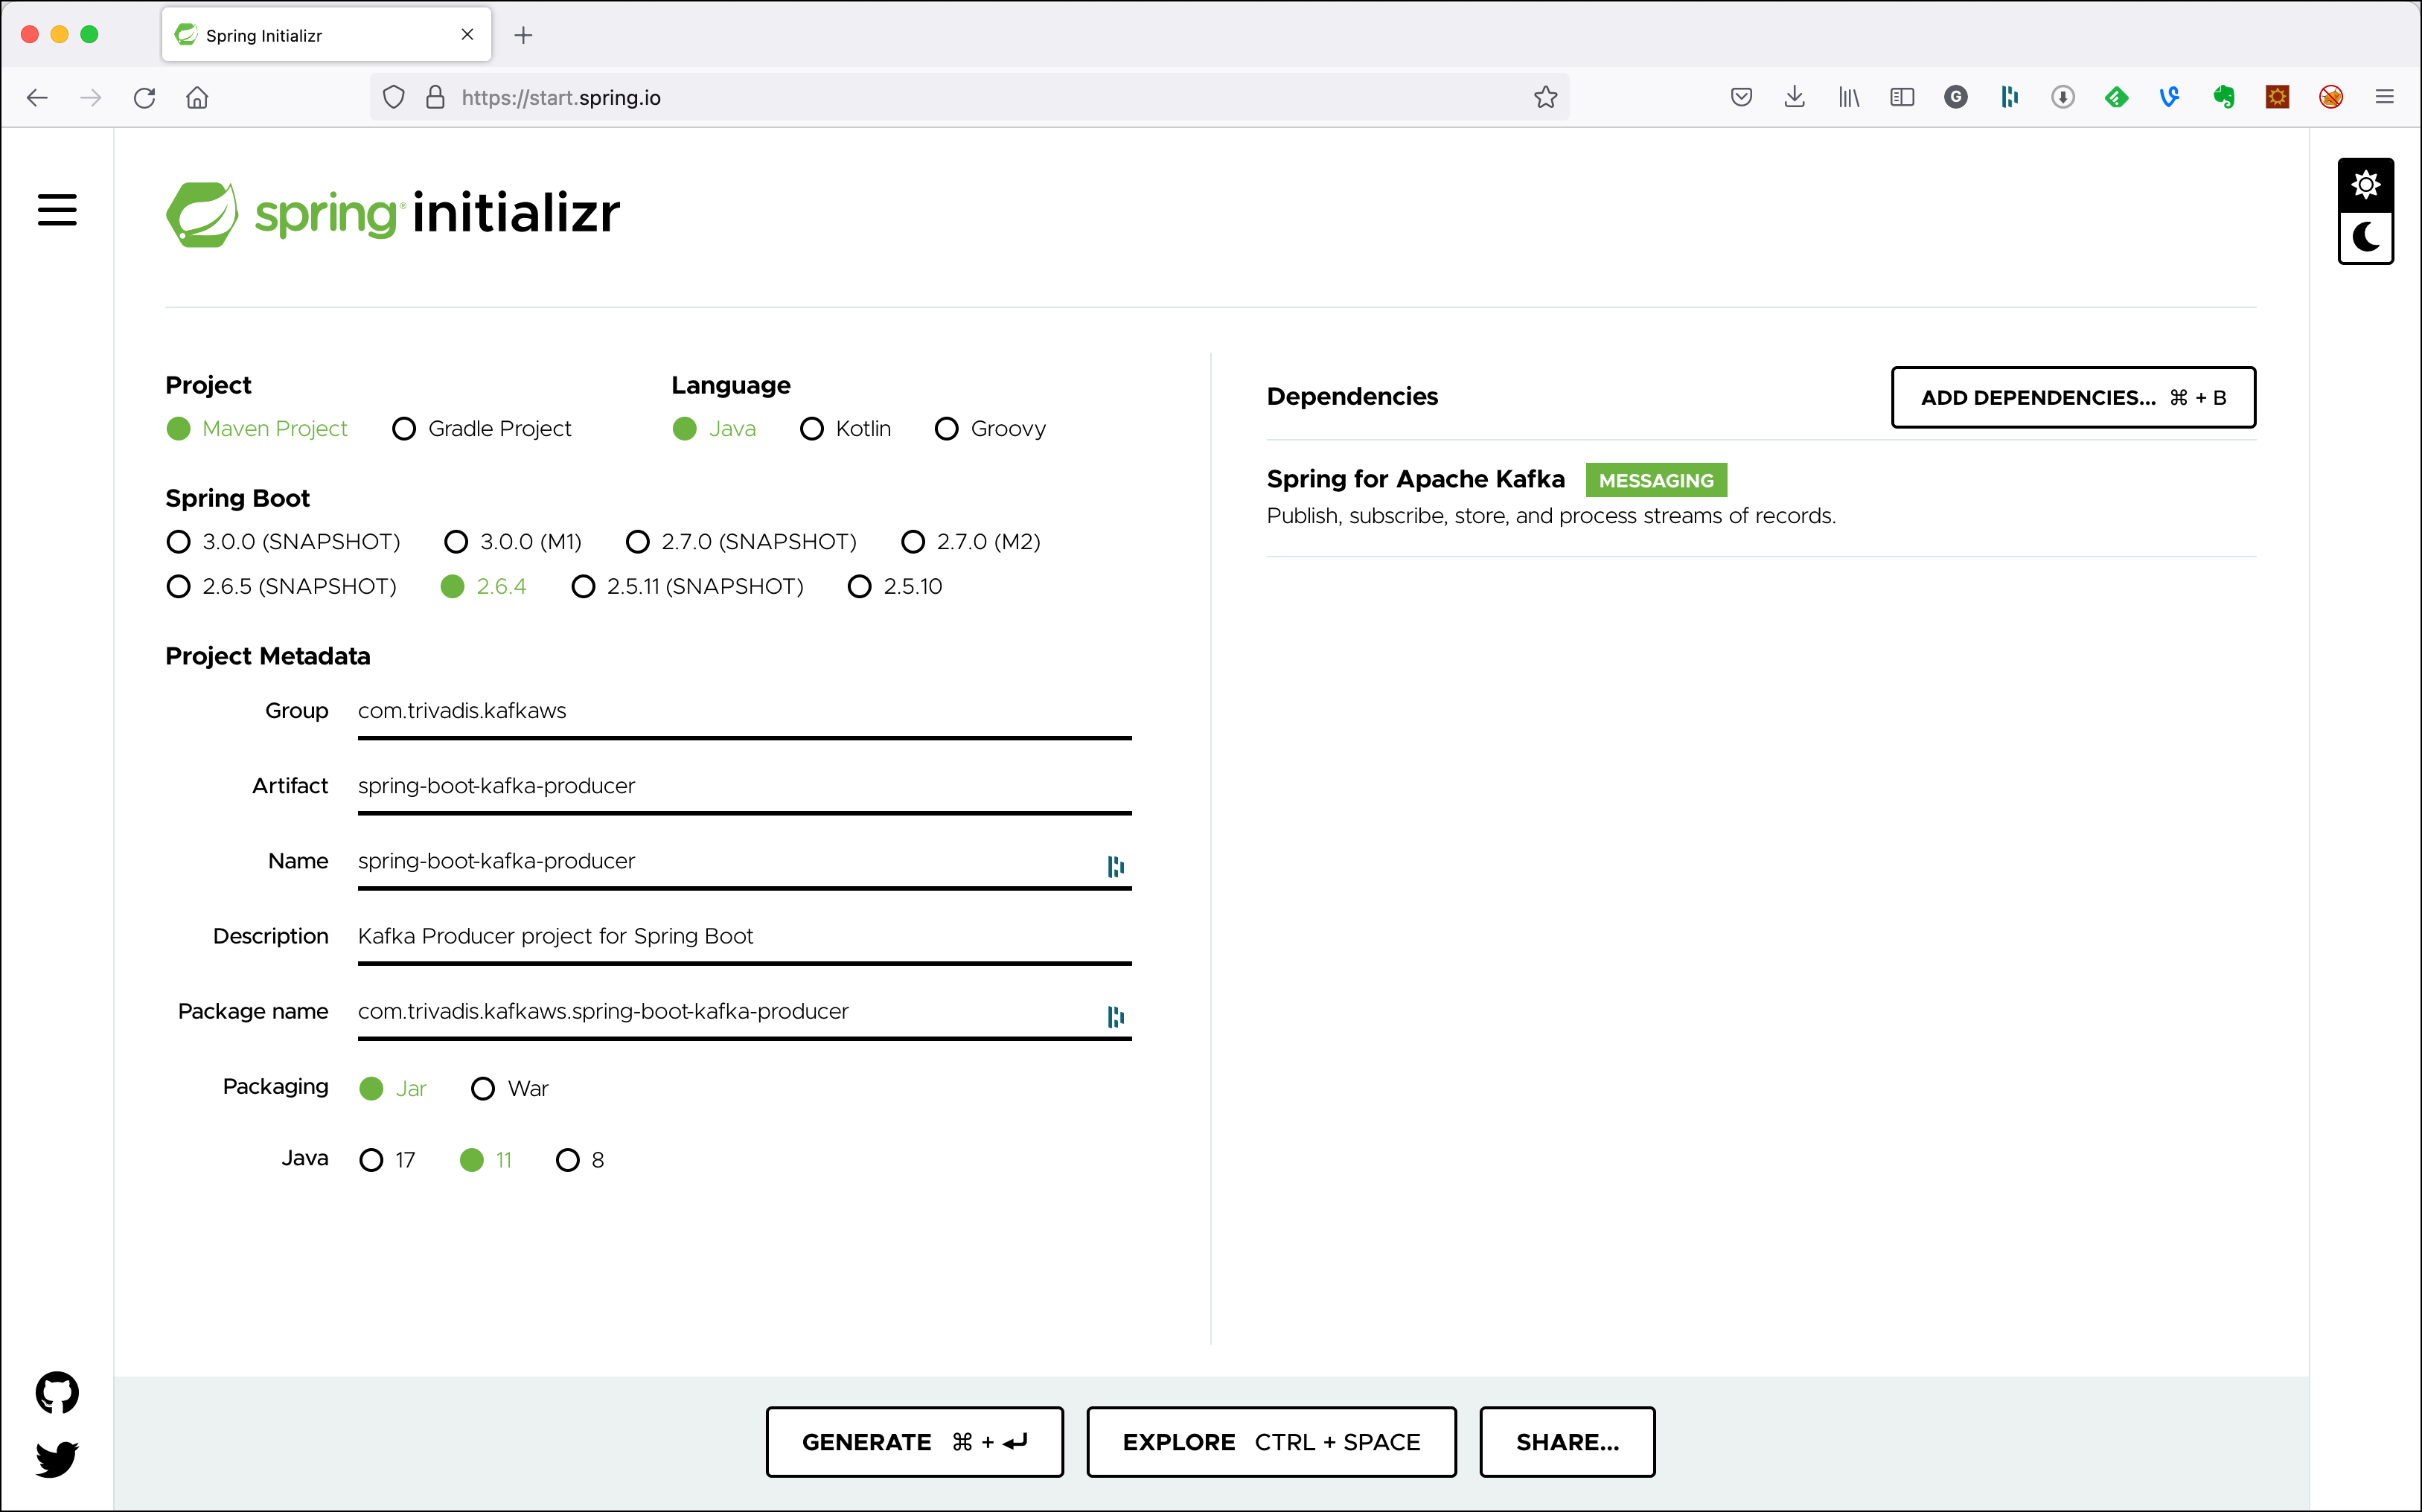 Spring Initializr
https://start.spring.io
spring initializr
Project
Maven Project Gradle Project
Language
Java Kotlin Groovy
Spring Boot
3.0.0 (SNAPSHOT) 3.0.0 (M1) 2.7.0 (SNAPSHOT) 2.7.0 (M2)
2.6.5 (SNAPSHOT) 2.6.4 2.5.11 (SNAPSHOT) 2.5.10
Project Metadata
Group com.trivadis.kafkaws
Artifact spring-boot-kafka-producer
Name spring-boot-kafka-producer
Description Kafka Producer project for Spring Boot
Package name com.trivadis.kafkaws.spring-boot-kafka-producer
Packaging Jar War
Java 17 11 8
Dependencies
ADD DEPENDENCIES... ⌘ + B
Spring for Apache Kafka MESSAGING
Publish, subscribe, store, and process streams of records.
GENERATE ⌘ + ↵
EXPLORE CTRL + SPACE
SHARE...